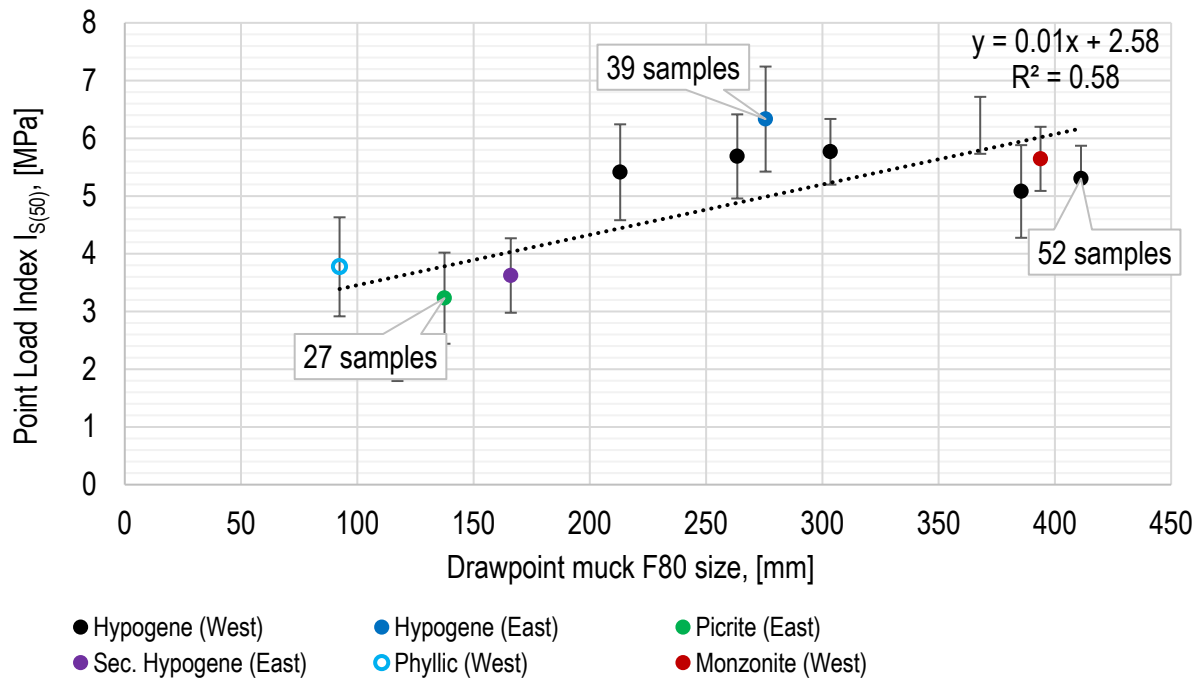 8
7
6
5
4
3
2
1
0
Point Load Index I_S(50), [MPa]
y = 0.01x + 2.58
R² = 0.58
39 samples
52 samples
27 samples
0 50 100 150 200 250 300 350 400 450
Drawpoint muck F80 size, [mm]
Hypogene (West) Hypogene (East) Picrite (East)
Sec. Hypogene (East) Phyllic (West) Monzonite (West)